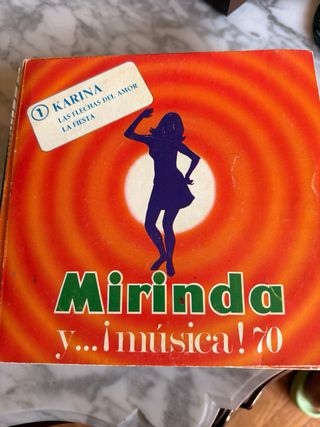 1 KARINA
LAS FLECHAS DEL AMOR
LA FIESTA
Mirinda
y...¡música! 70